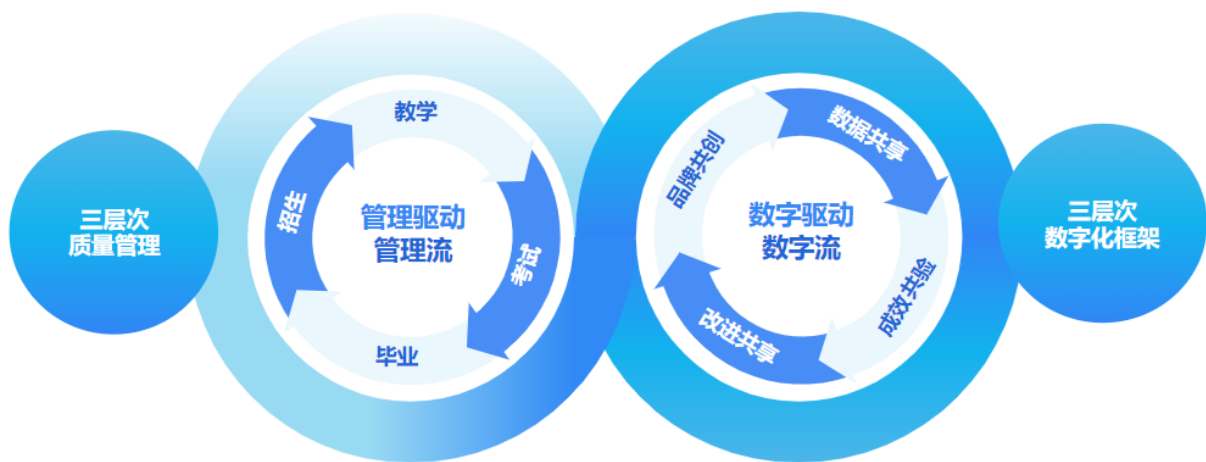 三层次
质量管理
教学
招生
管理驱动
管理流
考试
毕业
数据共享
品牌共创
数字驱动
数字流
成效共验
改进共享
三层次
数字化框架